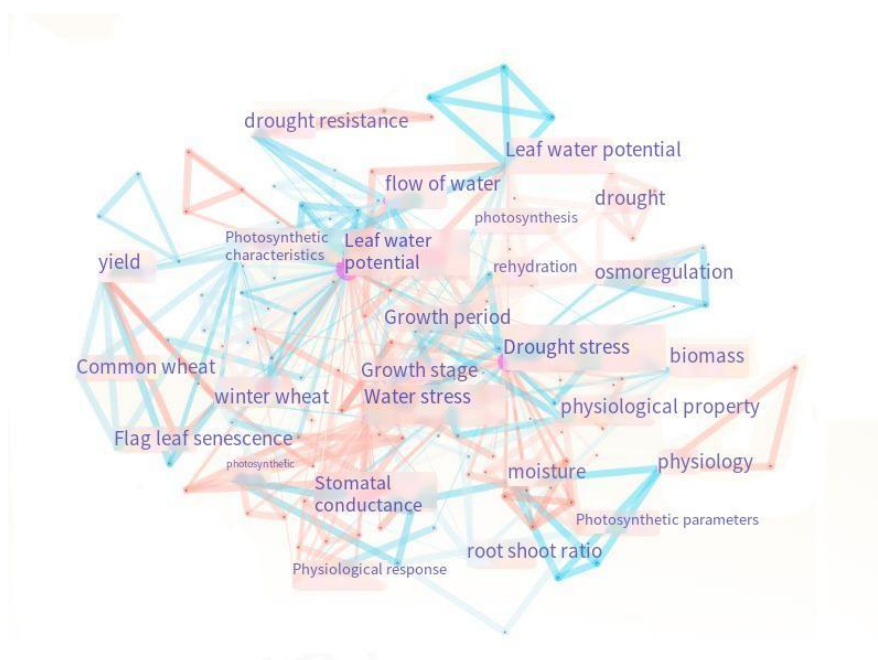 drought resistance
Leaf water potential
flow of water
drought
photosynthesis
Photosynthetic
characteristics
Leaf water
potential
yield
rehydration
osmoregulation
Growth period
Drought stress
biomass
Common wheat
Growth stage
winter wheat
Water stress
physiological property
Flag leaf senescence
photosynthetic
physiology
moisture
Stomatal
conductance
Photosynthetic parameters
root shoot ratio
Physiological response